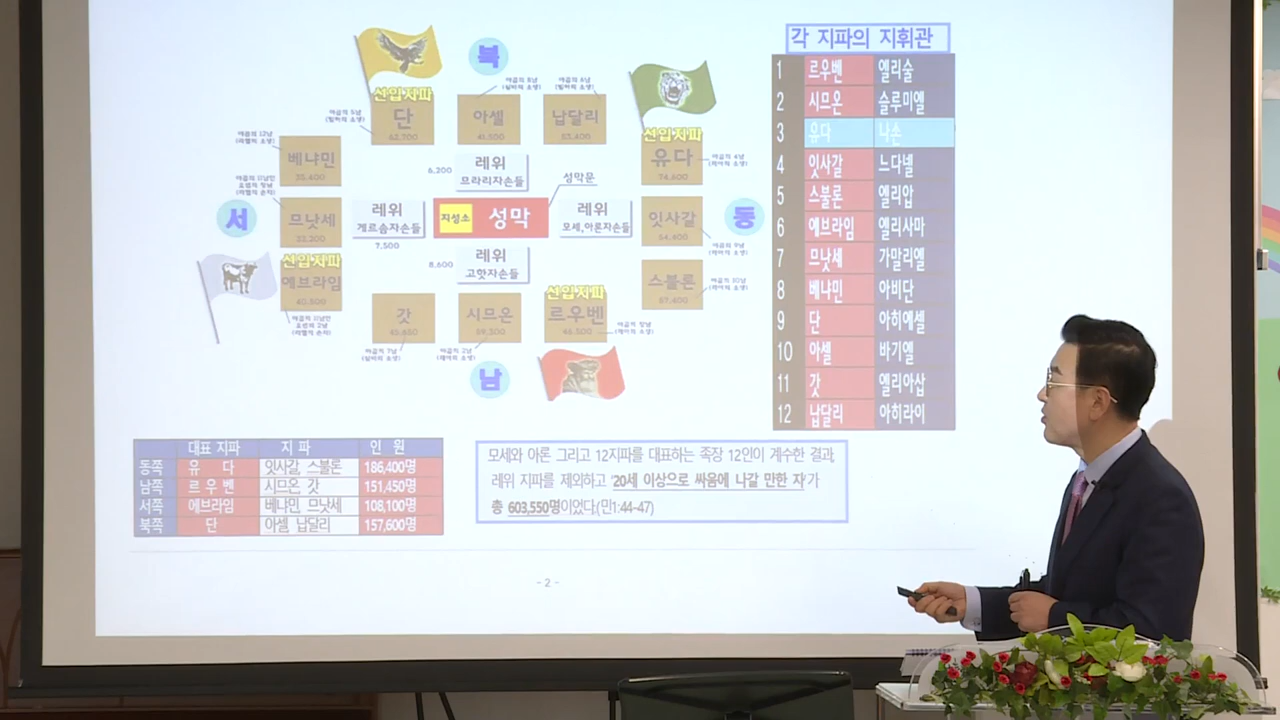 각 지파의 지휘관
1 르우벤 엘리술
2 시므온 슬루미엘
3 유다 나손
4 잇사갈 느다넬
5 스불론 엘리압
6 에브라임 엘리사마
7 므낫세 가말리엘
8 베냐민 아비단
9 단 아히에셀
10 아셀 바기엘
11 갓 엘리아삽
12 납달리 아히라이
북
선입지파
단
62,700
아셀
41,500
납달리
53,400
선입지파
유다
74,600
베냐민
35,400
6,200
레위
므라리자손들
성막문
서
므낫세
32,200
레위
게르솜자손들
7,500
지성소
성막
레위
모세,아론자손들
잇사갈
54,400
동
선입지파
에브라임
40,500
8,600
레위
고핫자손들
스불론
57,400
갓
45,650
시므온
59,300
선입지파
르우벤
46,500
남
대표 지파 지 파 인 원
동쪽 유 다 잇사갈, 스불론 186,400명
남쪽 르 우 벤 시므온, 갓 151,450명
서쪽 에브라임 베냐민, 므낫세 108,100명
북쪽 단 아셀, 납달리 157,600명
모세와 아론 그리고 12지파를 대표하는 족장 12인이 계수한 결과,
레위 지파를 제외하고 '20세 이상으로 싸움에 나갈 만한 자'가
총 603,550명이었다.(민1:44-47)
- 2 -